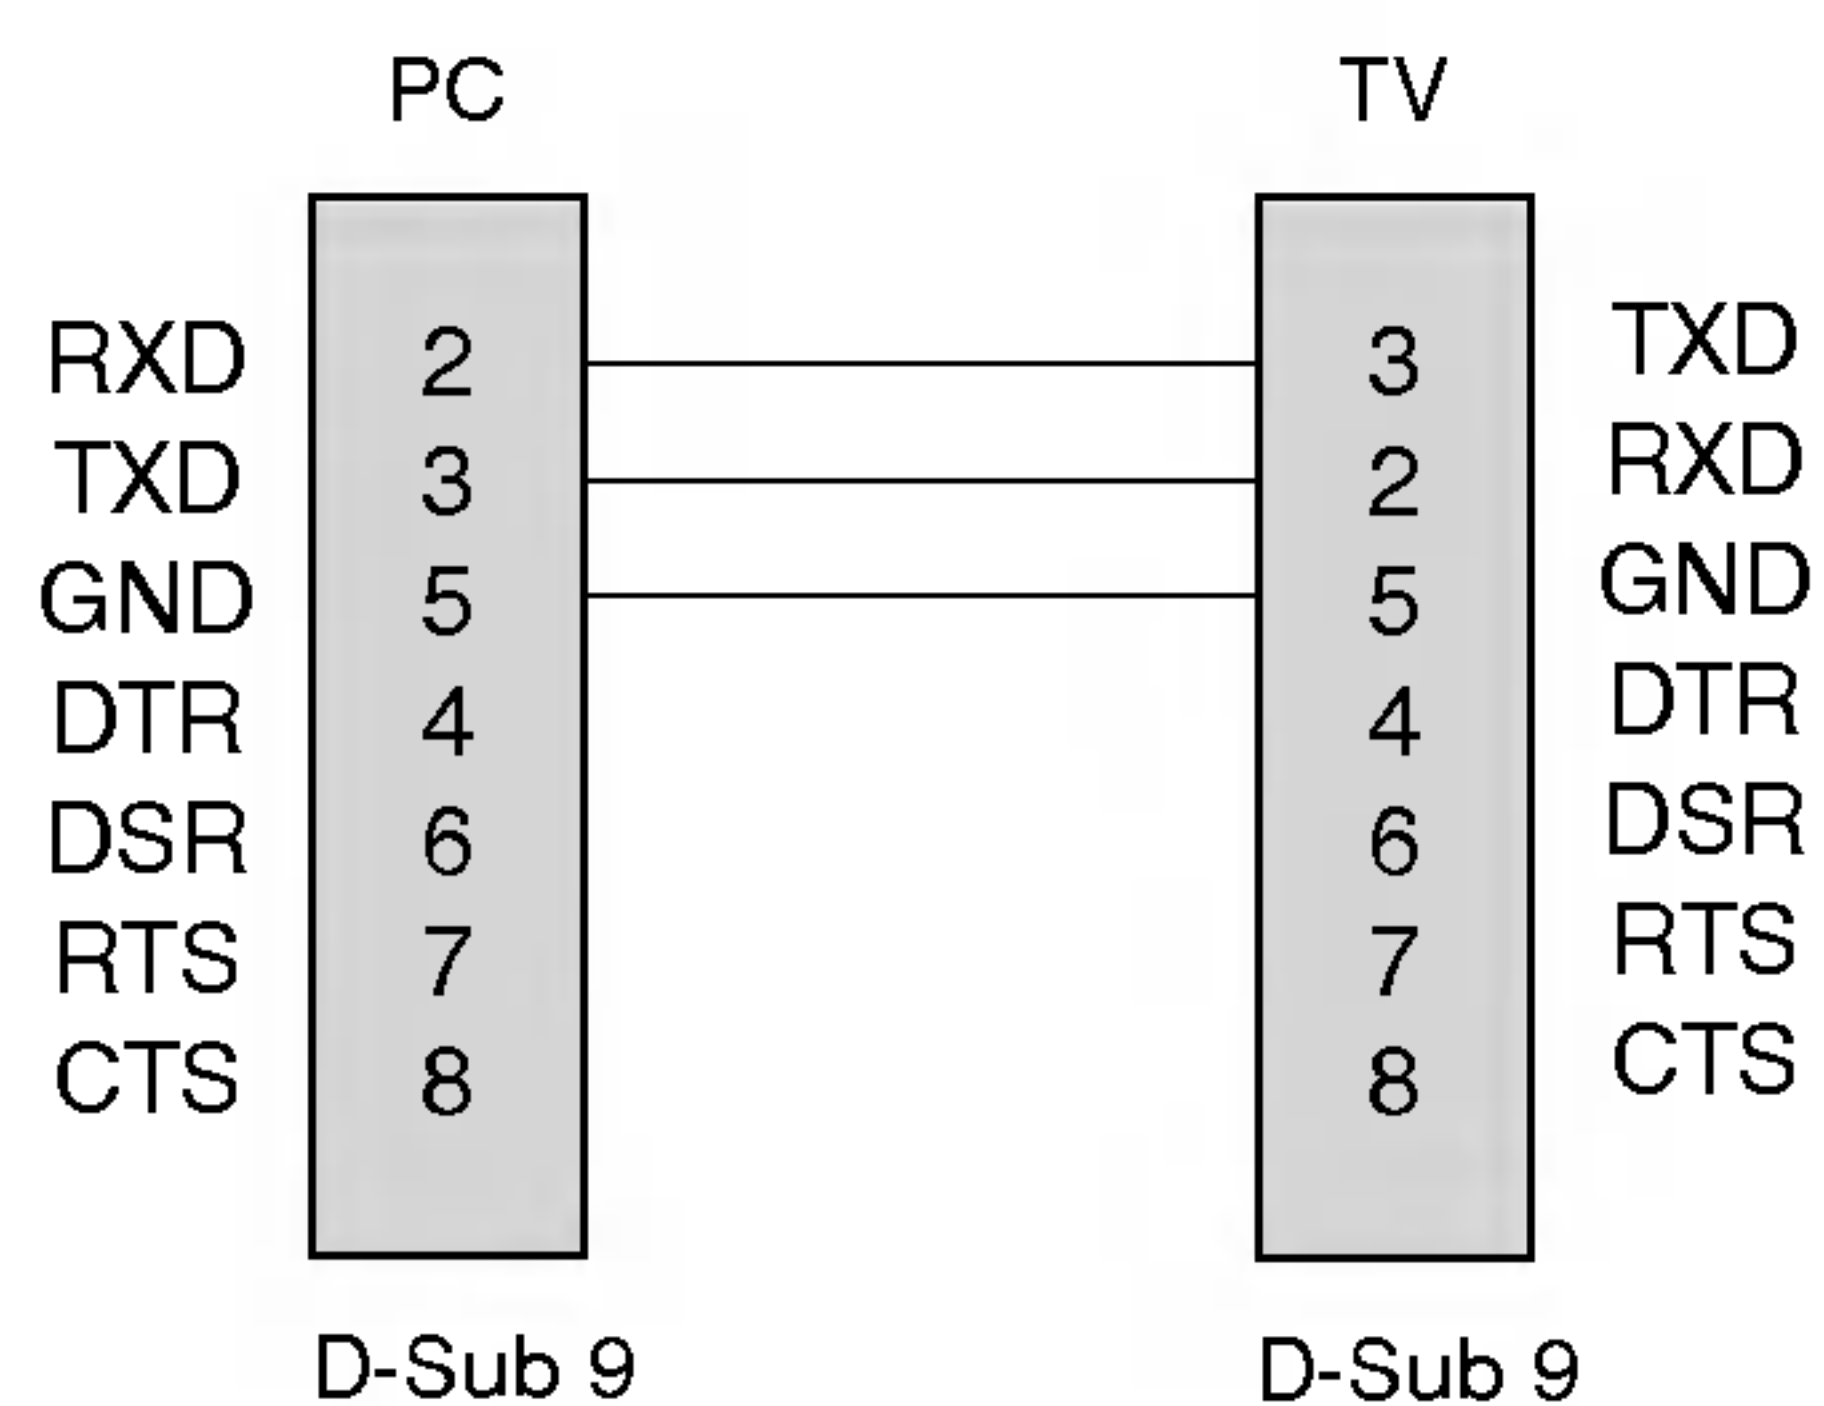 PC TV
RXD 2 3 TXD
TXD 3 2 RXD
GND 5 5 GND
DTR 4 4 DTR
DSR 6 6 DSR
RTS 7 7 RTS
CTS 8 8 CTS
D-Sub 9 D-Sub 9